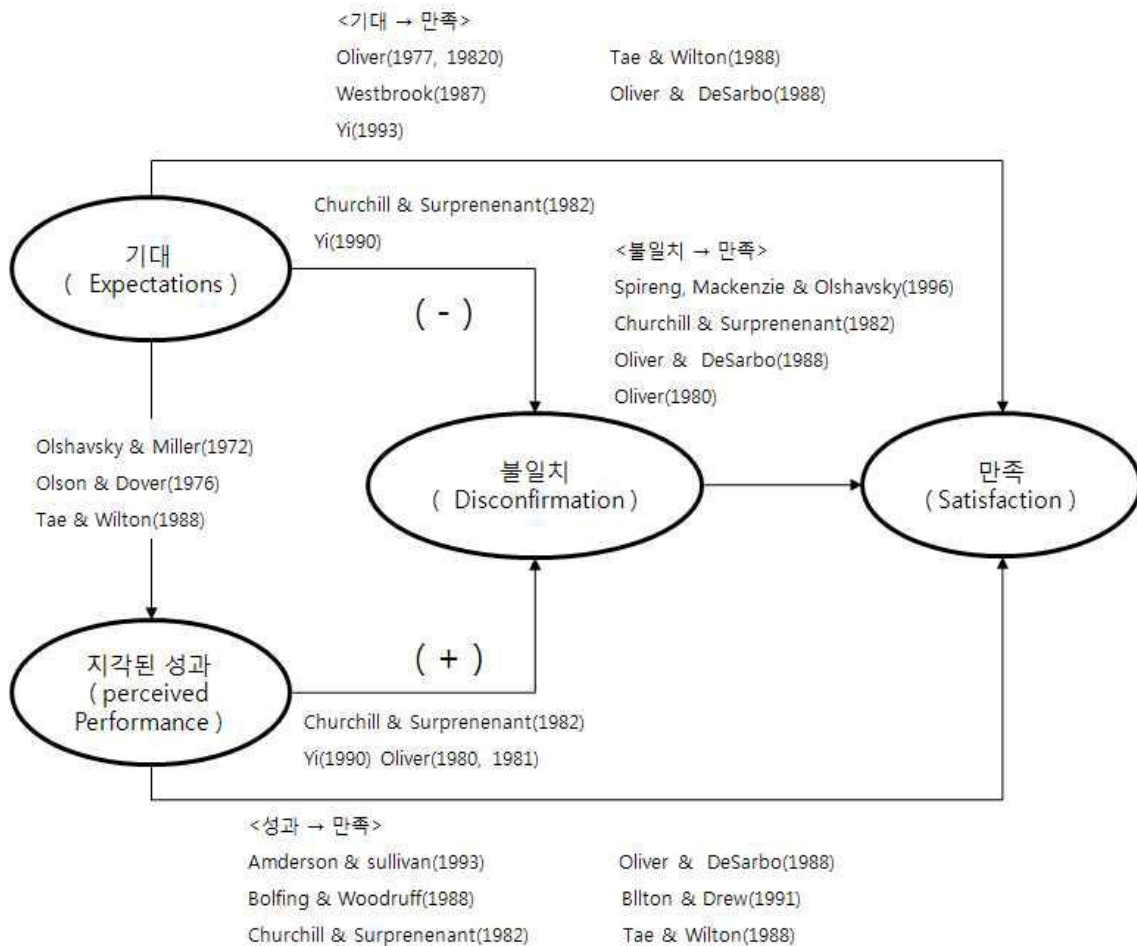 <기대 → 만족>
Oliver(1977, 19820) Tae & Wilton(1988)
Westbrook(1987) Oliver & DeSarbo(1988)
Yi(1993)
Churchill & Surprenenant(1982)
Yi(1990)
기대
( Expectations )
( - )
<불일치 → 만족>
Spireng, Mackenzie & Olshavsky(1996)
Churchill & Surprenenant(1982)
Oliver & DeSarbo(1988)
Oliver(1980)
Olshavsky & Miller(1972)
Olson & Dover(1976)
Tae & Wilton(1988)
불일치
( Disconfirmation )
만족
( Satisfaction )
지각된 성과
( perceived
Performance )
( + )
Churchill & Surprenenant(1982)
Yi(1990) Oliver(1980, 1981)
<성과 → 만족>
Amderson & sullivan(1993) Oliver & DeSarbo(1988)
Bolfing & Woodruff(1988) Bllton & Drew(1991)
Churchill & Surprenenant(1982) Tae & Wilton(1988)